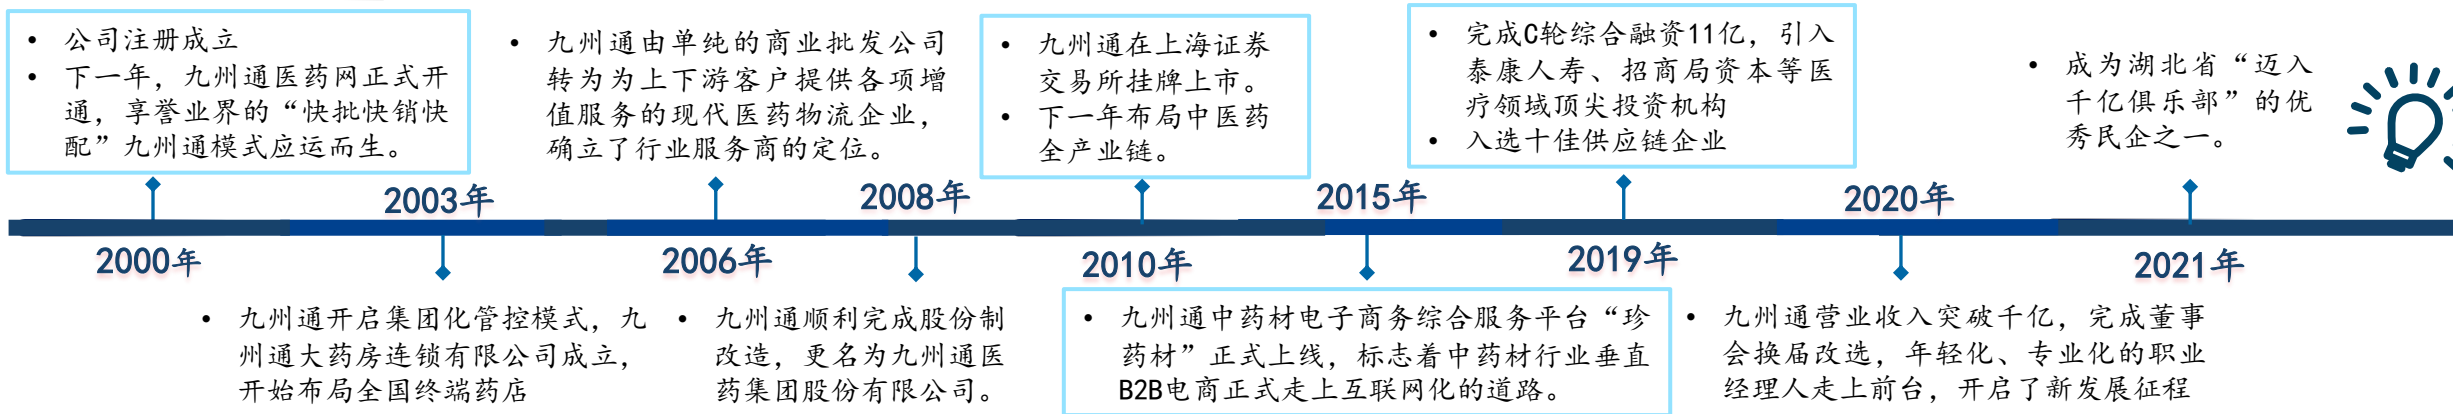 • 公司注册成立
• 下一年，九州通医药网正式开
通，享誉业界的“快批快销快
配”九州通模式应运而生。
• 九州通由单纯的商业批发公司
转为为上下游客户提供各项增
值服务的现代医药物流企业，
确立了行业服务商的定位。
• 九州通在上海证券
交易所挂牌上市。
• 下一年布局中医药
全产业链。
• 完成C轮综合融资11亿，引入
泰康人寿、招商局资本等医
疗领域顶尖投资机构
• 入选十佳供应链企业
• 成为湖北省“迈入
千亿俱乐部”的优
秀民企之一。
2003年
2008年
2015年
2020年
2000年
2006年
2010年
2019年
2021年
• 九州通开启集团化管控模式，九
州通大药房连锁有限公司成立，
开始布局全国终端药店
• 九州通顺利完成股份制
改造，更名为九州通医
药集团股份有限公司。
• 九州通中药材电子商务综合服务平台“珍
药材”正式上线，标志着中药材行业垂直
B2B电商正式走上互联网化的道路。
• 九州通营业收入突破千亿，完成董事
会换届改选，年轻化、专业化的职业
经理人走上前台，开启了新发展征程